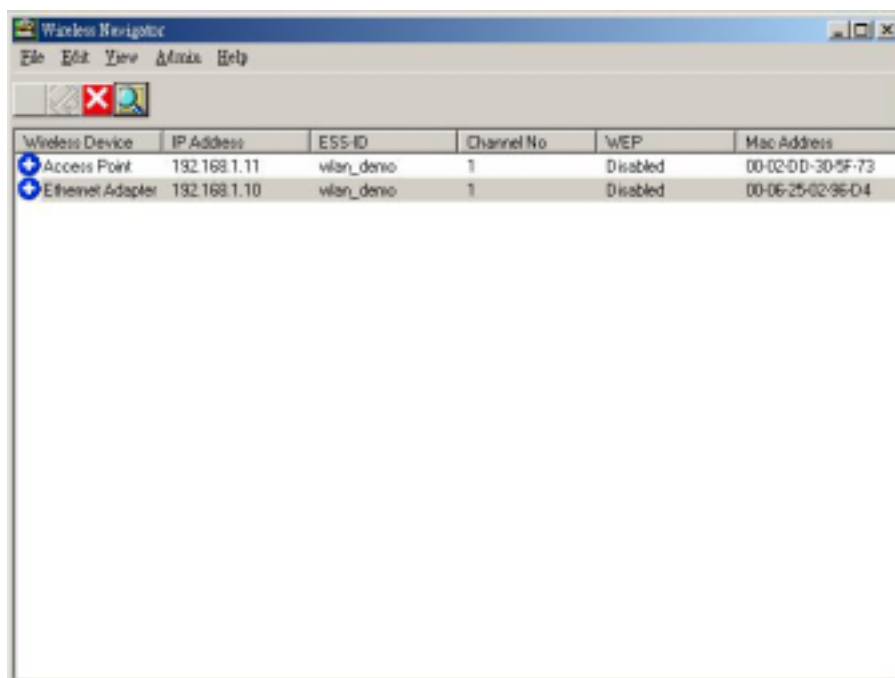 Wireless Navigator
File Edit View Admin Help
Wireless Device IP Address ESS-ID Channel No WEP Mac Address
Access Point 192.168.1.11 wlan_demo 1 Disabled 00-02-DD-30-5F-73
Ethernet Adapter 192.168.1.10 wlan_demo 1 Disabled 00-06-25-02-96-D4